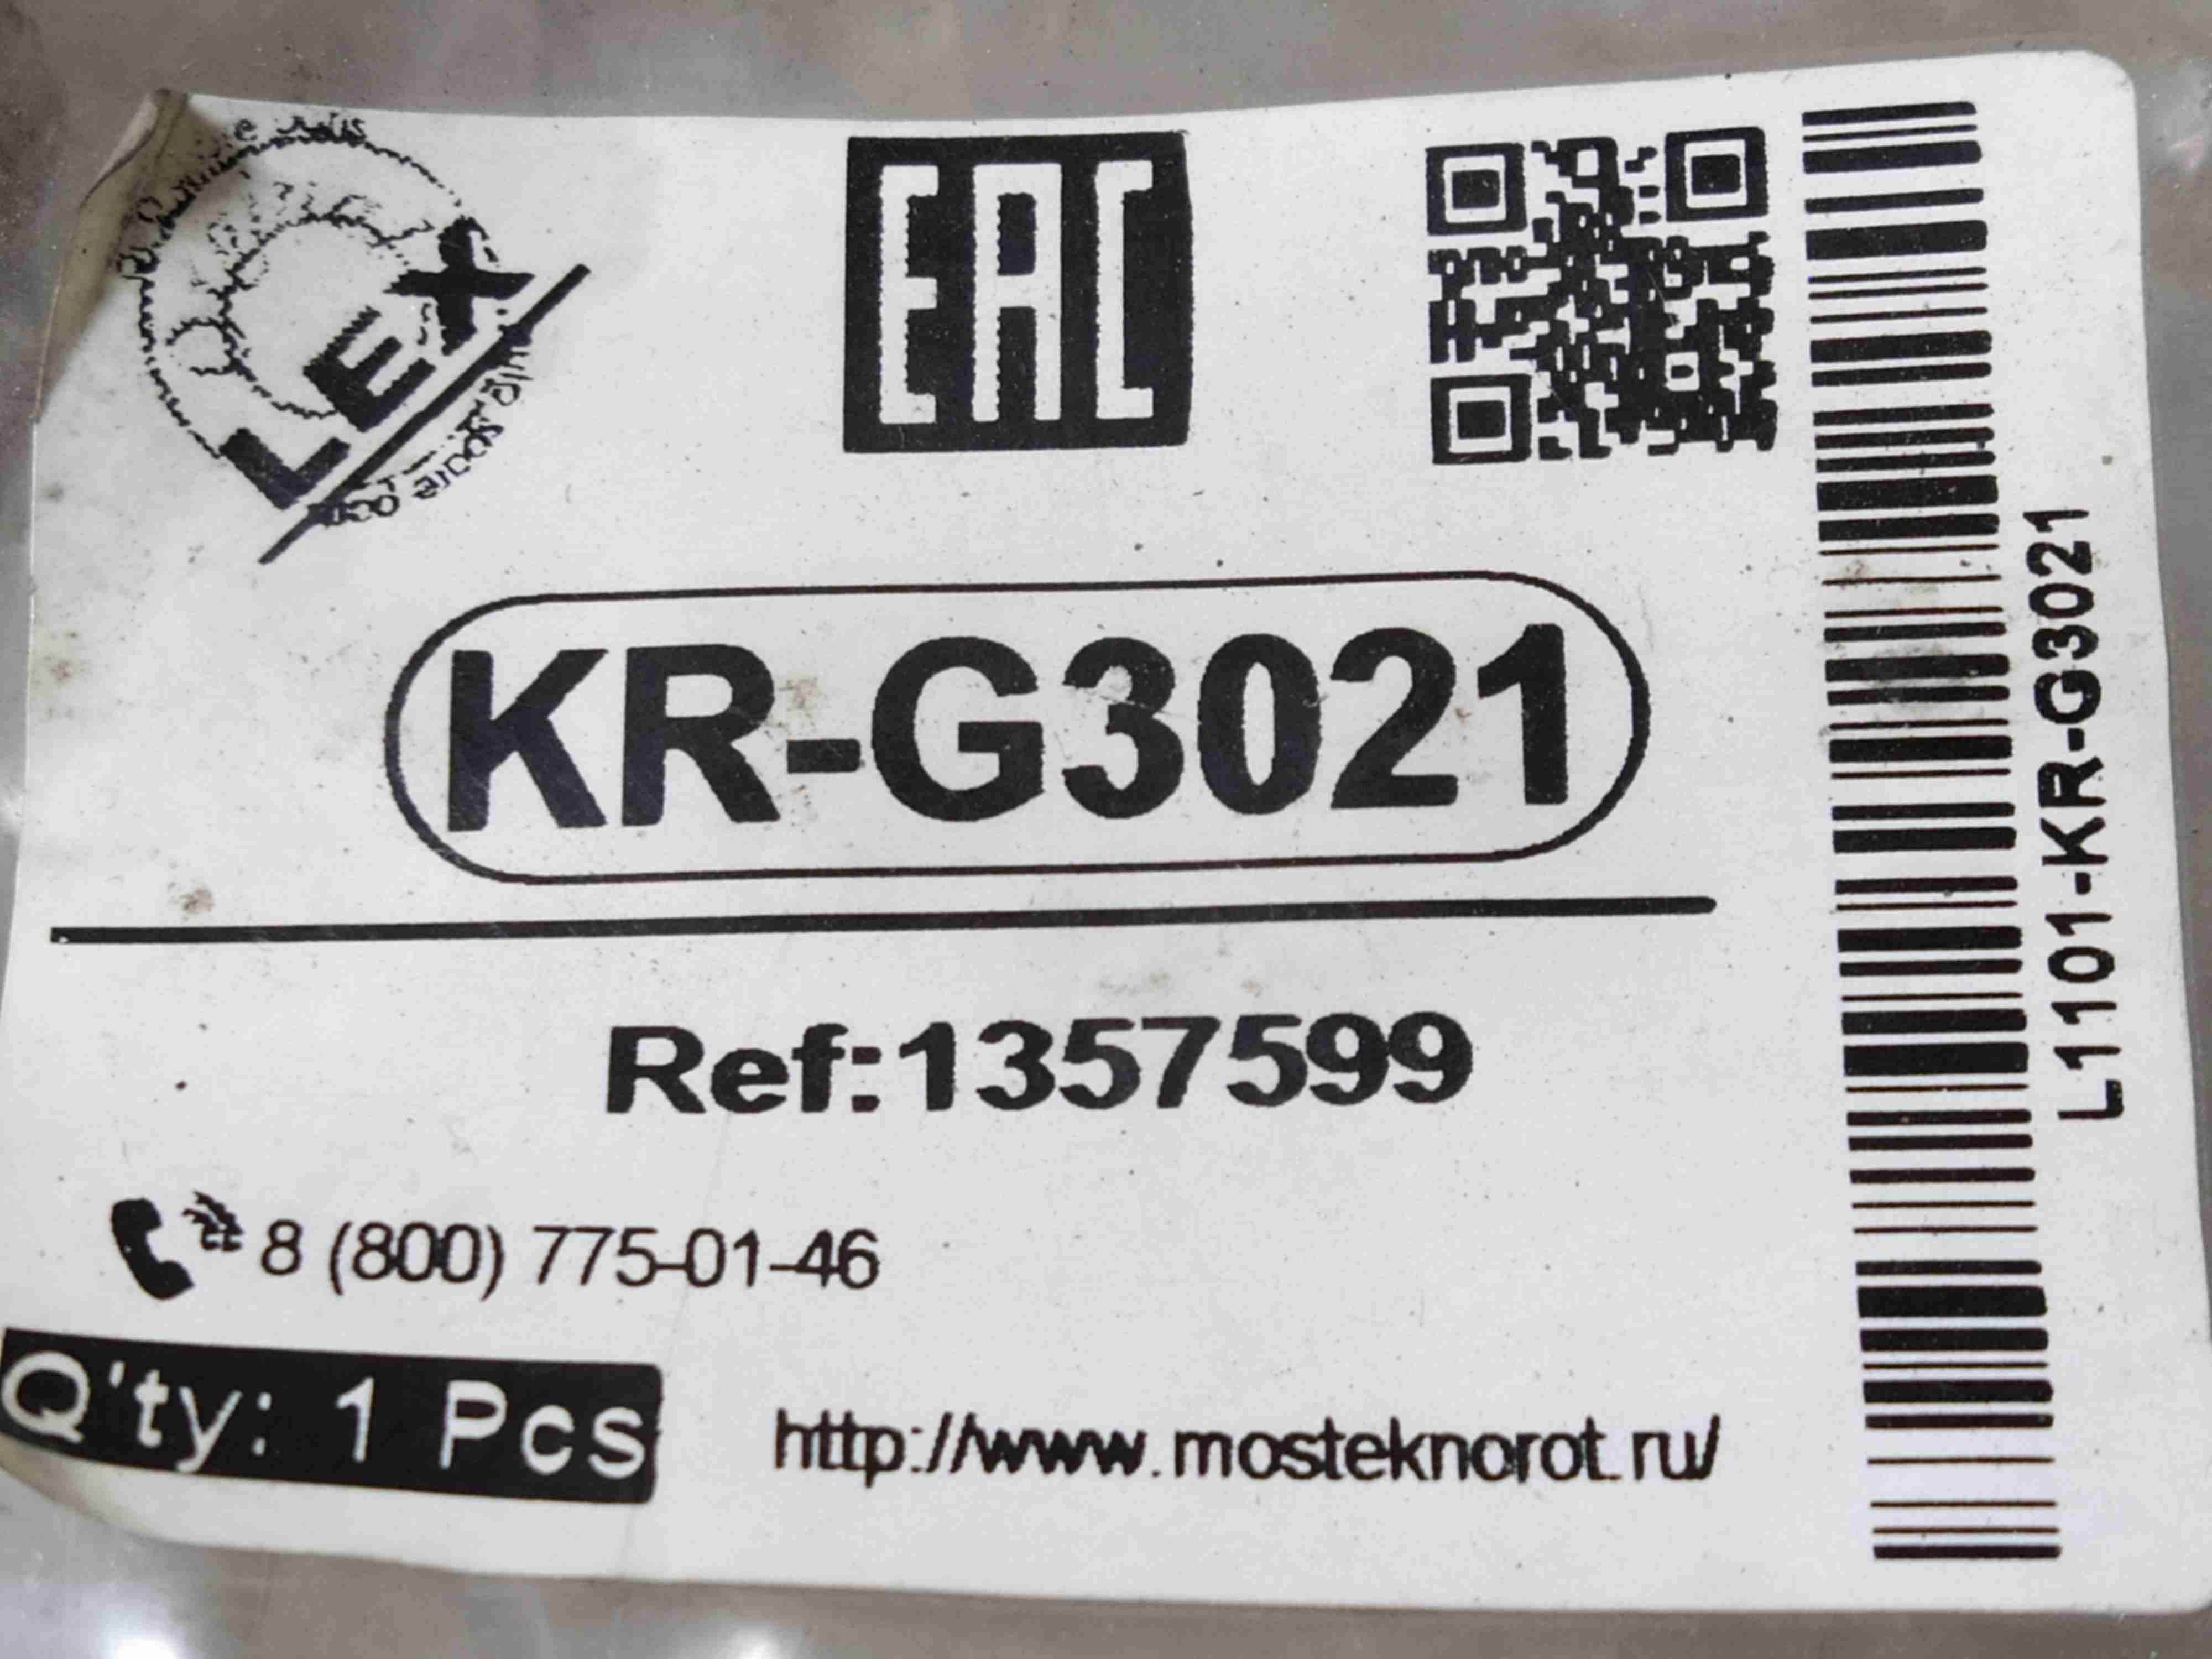 LEX
EAC
KR-G3021
Ref:1357599
8 (800) 775-01-46
Q'ty: 1 Pcs
http://www.mosteknorot.ru/
L1101-KR-G3021